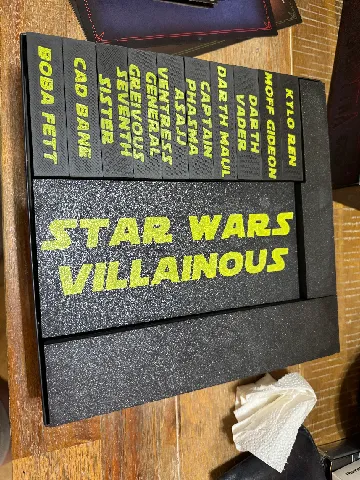 KYLO REN
MOFF GIDEON
DARTH
VADER
DARTH MAUL
CAPTAIN
PHASMA
ASAJJ
VENTRESS
GENERAL
GREIVOUS
SEVENTH
SISTER
CAD BANE
BOBA FETT
STAR WARS
VILLAINOUS